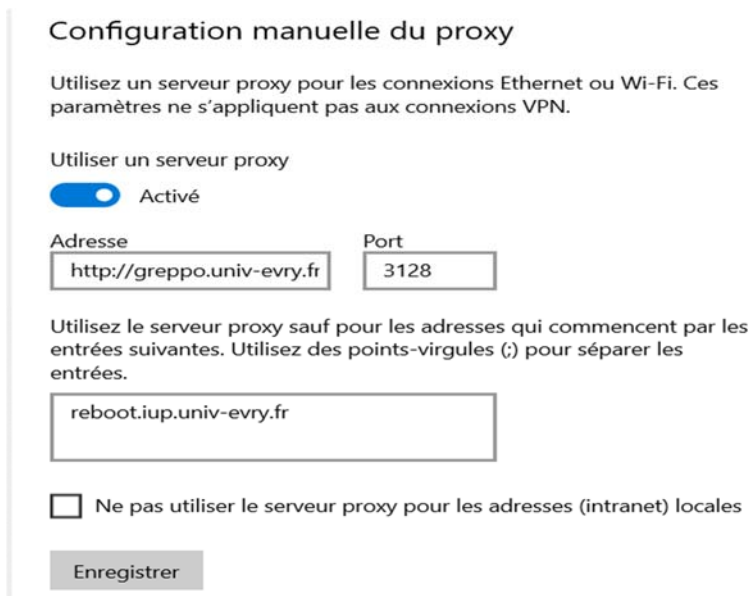 Configuration manuelle du proxy
Utilisez un serveur proxy pour les connexions Ethernet ou Wi-Fi. Ces
paramètres ne s'appliquent pas aux connexions VPN.
Utiliser un serveur proxy
Activé
Adresse Port
http://greppo.univ-evry.fr 3128
Utilisez le serveur proxy sauf pour les adresses qui commencent par les
entrées suivantes. Utilisez des points-virgules (;) pour séparer les
entrées.
reboot.iup.univ-evry.fr
Ne pas utiliser le serveur proxy pour les adresses (intranet) locales
Enregistrer